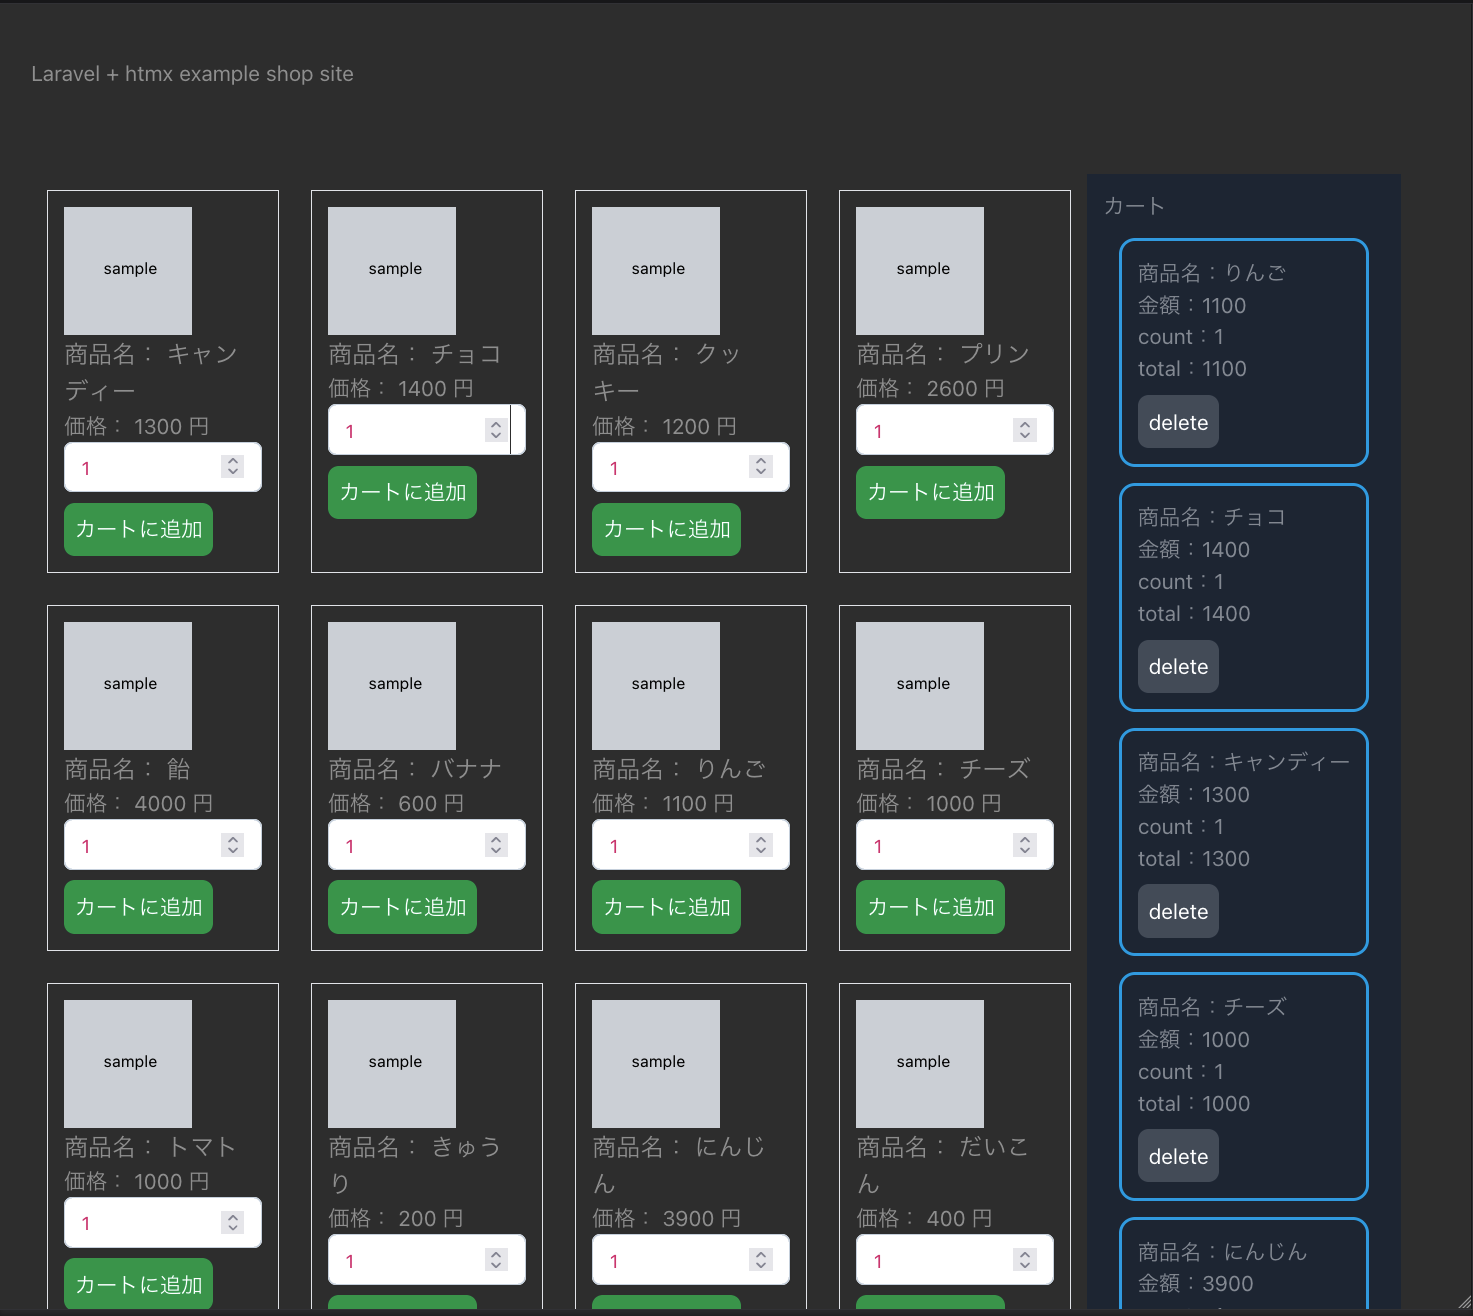 Laravel + htmx example shop site
sample
商品名： キャン
ディー
価格： 1300 円
1
カートに追加
sample
商品名： チョコ
価格： 1400 円
1
カートに追加
sample
商品名： クッ
キー
価格： 1200 円
1
カートに追加
sample
商品名： プリン
価格： 2600 円
1
カートに追加
sample
商品名： 飴
価格： 4000 円
1
カートに追加
sample
商品名： バナナ
価格： 600 円
1
カートに追加
sample
商品名： りんご
価格： 1100 円
1
カートに追加
sample
商品名： チーズ
価格： 1000 円
1
カートに追加
sample
商品名： トマト
価格： 1000 円
1
カートに追加
sample
商品名： きゅう
り
価格： 200 円
1
sample
商品名： にんじ
ん
価格： 3900 円
1
sample
商品名： だいこ
ん
価格： 400 円
1
カート
商品名：りんご
金額：1100
count：1
total：1100
delete
商品名：チョコ
金額：1400
count：1
total：1400
delete
商品名：キャンディー
金額：1300
count：1
total：1300
delete
商品名：チーズ
金額：1000
count：1
total：1000
delete
商品名：にんじん
金額：3900